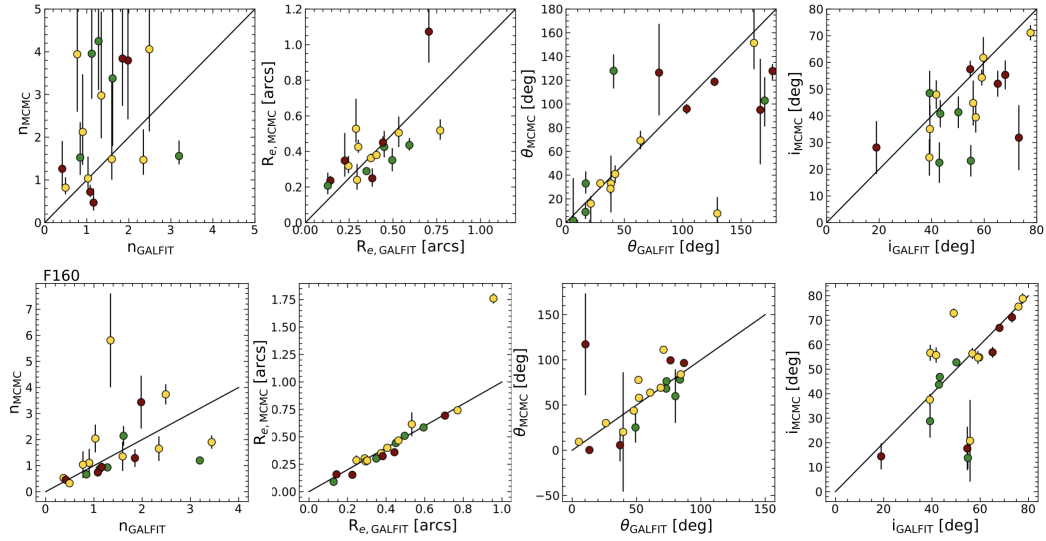 5
4
3
2
1
0
0 1 2 3 4 5
n_MCMC
n_GALFIT
1.2
1.0
0.8
0.6
0.4
0.2
0.0
0.00 0.25 0.50 0.75 1.00
R_e, MCMC [arcs]
R_e, GALFIT [arcs]
180
160
140
120
100
80
60
40
20
0
0 50 100 150
θ_MCMC [deg]
θ_GALFIT [deg]
80
70
60
50
40
30
20
10
0
0 20 40 60 80
i_MCMC [deg]
i_GALFIT [deg]
F160
7
6
5
4
3
2
1
0
0 1 2 3 4
n_MCMC
n_GALFIT
1.75
1.50
1.25
1.00
0.75
0.50
0.25
0.00
0.0 0.2 0.4 0.6 0.8 1.0
R_e, MCMC [arcs]
R_e, GALFIT [arcs]
150
100
50
0
−50
0 50 100 150
θ_MCMC [deg]
θ_GALFIT [deg]
80
70
60
50
40
30
20
10
0
0 20 40 60 80
i_MCMC [deg]
i_GALFIT [deg]